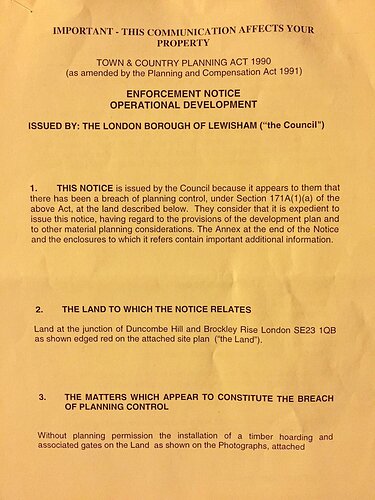 IMPORTANT - THIS COMMUNICATION AFFECTS YOUR
PROPERTY
TOWN & COUNTRY PLANNING ACT 1990
(as amended by the Planning and Compensation Act 1991)
ENFORCEMENT NOTICE
OPERATIONAL DEVELOPMENT
ISSUED BY: THE LONDON BOROUGH OF LEWISHAM ("the Council")
1. THIS NOTICE is issued by the Council because it appears to them that
there has been a breach of planning control, under Section 171A(1)(a) of the
above Act, at the land described below. They consider that it is expedient to
issue this notice, having regard to the provisions of the development plan and
to other material planning considerations. The Annex at the end of the Notice
and the enclosures to which it refers contain important additional information.
2. THE LAND TO WHICH THE NOTICE RELATES
Land at the junction of Duncombe Hill and Brockley Rise London SE23 1QB
as shown edged red on the attached site plan ("the Land").
3. THE MATTERS WHICH APPEAR TO CONSTITUTE THE BREACH
OF PLANNING CONTROL
Without planning permission the installation of a timber hoarding and
associated gates on the Land as shown on the Photographs, attached